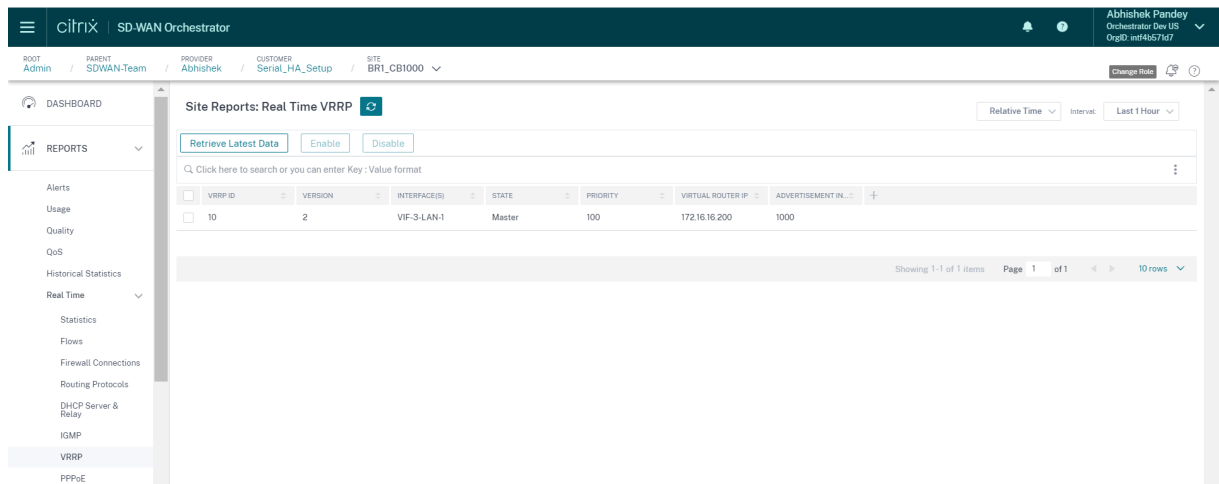 citrix | SD-WAN Orchestrator
Abhishek Pandey
Orchestrator Dev US
OrgID: intf4b571d7
ROOT PARENT PROVIDER CUSTOMER SITE
Admin / SDWAN-Team / Abhishek / Serial_HA_Setup / BR1_CB1000
Change Role
DASHBOARD
REPORTS
Alerts
Usage
Quality
QoS
Historical Statistics
Real Time
Statistics
Flows
Firewall Connections
Routing Protocols
DHCP Server &
Relay
IGMP
VRRP
PPPoE
Site Reports: Real Time VRRP
Relative Time Interval: Last 1 Hour
Retrieve Latest Data Enable Disable
Click here to search or you can enter Key : Value format
VRRP ID VERSION INTERFACE(S) STATE PRIORITY VIRTUAL ROUTER IP ADVERTISEMENT IN...
10 2 VIF-3-LAN-1 Master 100 172.16.16.200 1000
Showing 1-1 of 1 items Page 1 of 1 10 rows